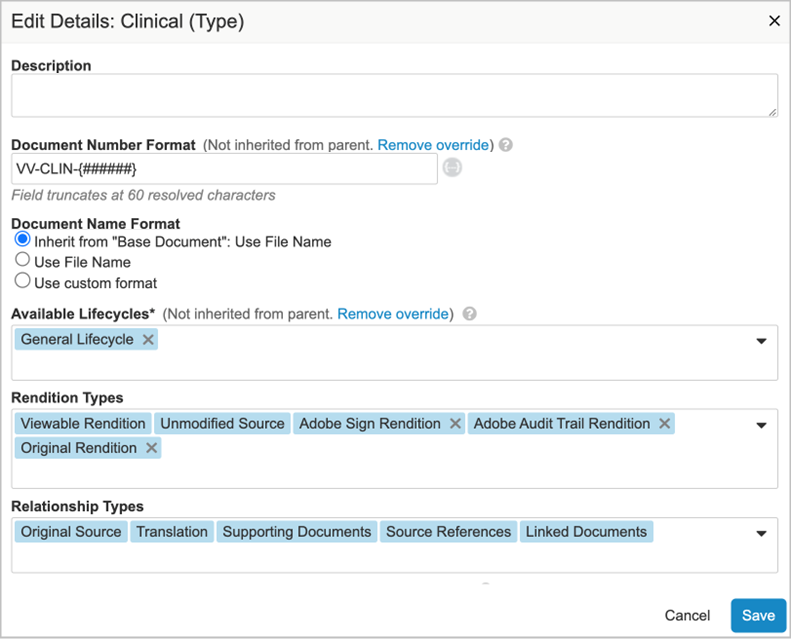 Edit Details: Clinical (Type) ×
Description
Document Number Format (Not inherited from parent. Remove override) ?
VV-CLIN-{######}
Field truncates at 60 resolved characters
Document Name Format
Inherit from "Base Document": Use File Name
Use File Name
Use custom format
Available Lifecycles* (Not inherited from parent. Remove override) ?
General Lifecycle ×
Rendition Types
Viewable Rendition Unmodified Source Adobe Sign Rendition × Adobe Audit Trail Rendition ×
Original Rendition ×
Relationship Types
Original Source Translation Supporting Documents Source References Linked Documents
Cancel Save